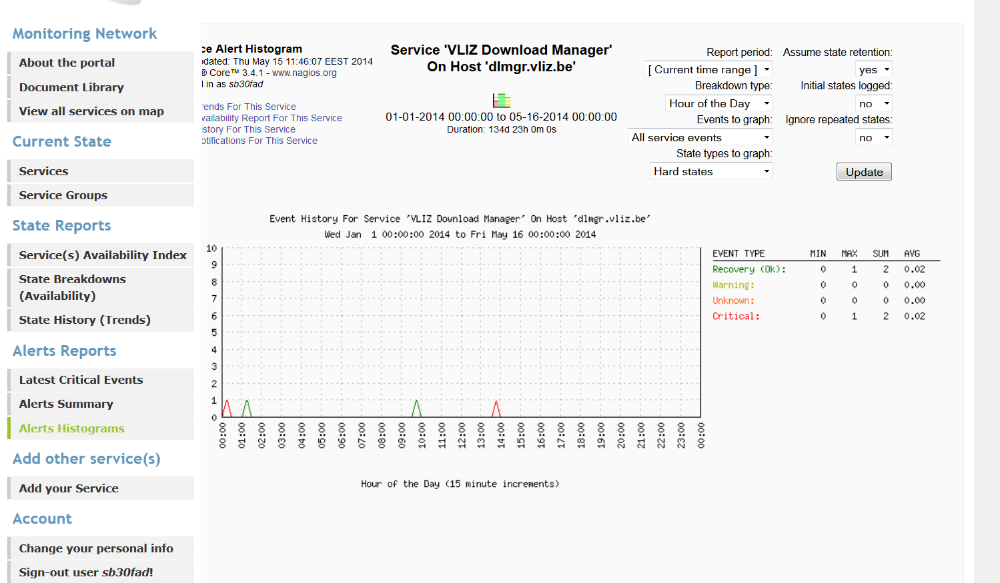 Monitoring Network
About the portal
Document Library
View all services on map
Current State
Services
Service Groups
State Reports
Service(s) Availability Index
State Breakdowns
(Availability)
State History (Trends)
Alerts Reports
Latest Critical Events
Alerts Summary
Alerts Histograms
Add other service(s)
Add your Service
Account
Change your personal info
Sign-out user sb30fad!
ce Alert Histogram
pdated: Thu May 15 11:46:07 EEST 2014
® Core™ 3.4.1 - www.nagios.org
d in as sb30fad
rends For This Service
vailability Report For This Service
istory For This Service
otifications For This Service
Service 'VLIZ Download Manager'
On Host 'dlmgr.vliz.be'
01-01-2014 00:00:00 to 05-16-2014 00:00:00
Duration: 134d 23h 0m 0s
Report period: Assume state retention:
[ Current time range ] yes
Breakdown type: Initial states logged:
Hour of the Day no
Events to graph: Ignore repeated states:
All service events no
State types to graph:
Hard states Update
Event History For Service 'VLIZ Download Manager' On Host 'dlmgr.vliz.be'
Wed Jan 1 00:00:00 2014 to Fri May 16 00:00:00 2014
10
9
8
7
6
5
4
3
2
1
0
00:00 01:00 02:00 03:00 04:00 05:00 06:00 07:00 08:00 09:00 10:00 11:00 12:00 13:00 14:00 15:00 16:00 17:00 18:00 19:00 20:00 21:00 22:00 23:00 00:00
Hour of the Day (15 minute increments)
EVENT TYPE MIN MAX SUM AVG
Recovery (Ok): 0 1 2 0.02
Warning: 0 0 0 0.00
Unknown: 0 0 0 0.00
Critical: 0 1 2 0.02